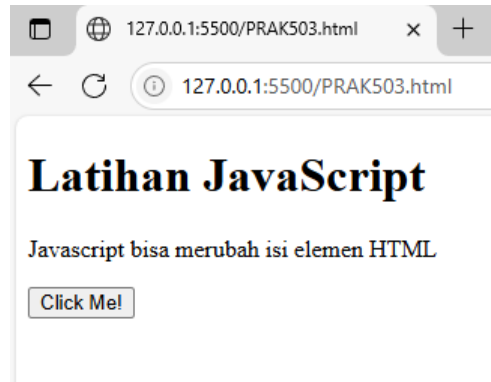 127.0.0.1:5500/PRAK503.html
127.0.0.1:5500/PRAK503.html
Latihan JavaScript
Javascript bisa merubah isi elemen HTML
Click Me!